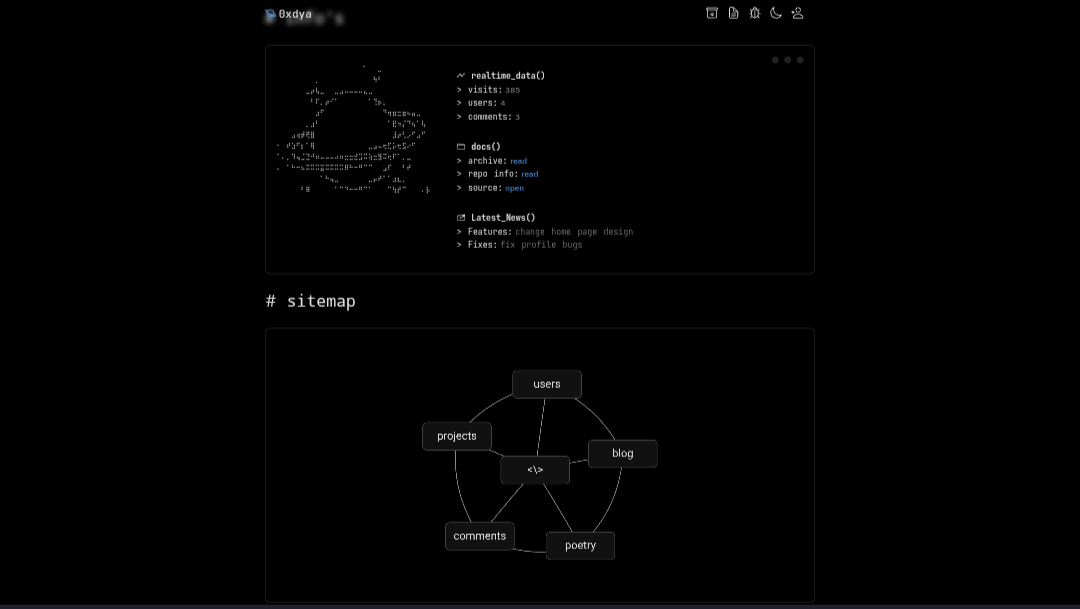 0xdya
realtime_data()
> visits: 385
> users: 4
> comments: 3
docs()
> archive: read
> repo info: read
> source: open
Latest_News()
> Features: change home page design
> Fixes: fix profile bugs
# sitemap
users
projects
blog
<\>
comments
poetry